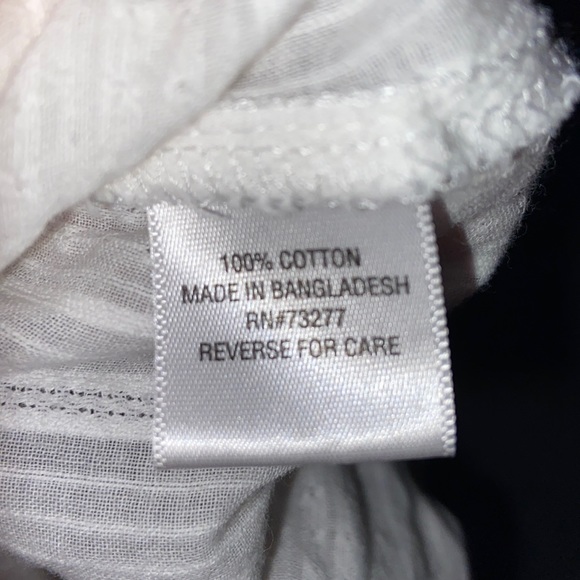 100% COTTON
MADE IN BANGLADESH
RN#73277
REVERSE FOR CARE